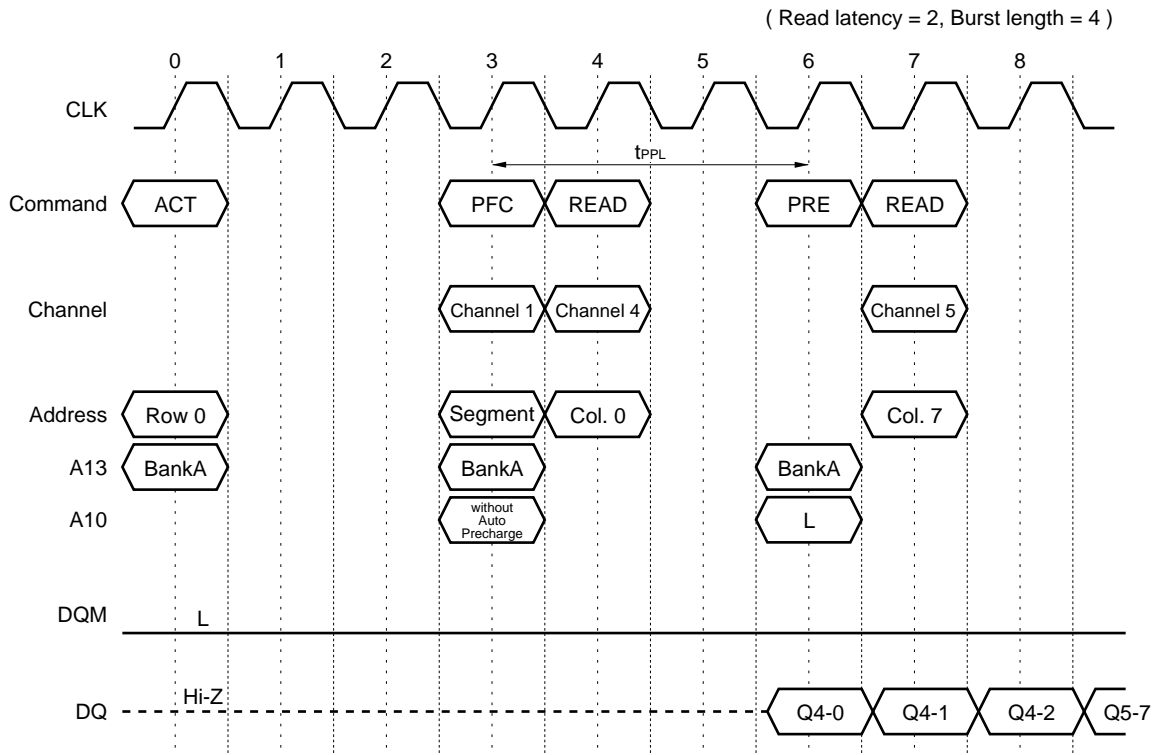 ( Read latency = 2, Burst length = 4 )
0 1 2 3 4 5 6 7 8
CLK
tPPL
Command ACT PFC READ PRE READ
Channel Channel 1 Channel 4 Channel 5
Address Row 0 Segment Col. 0 Col. 7
A13 BankA BankA BankA
A10 without Auto Precharge L
DQM L
Hi-Z
DQ Q4-0 Q4-1 Q4-2 Q5-7